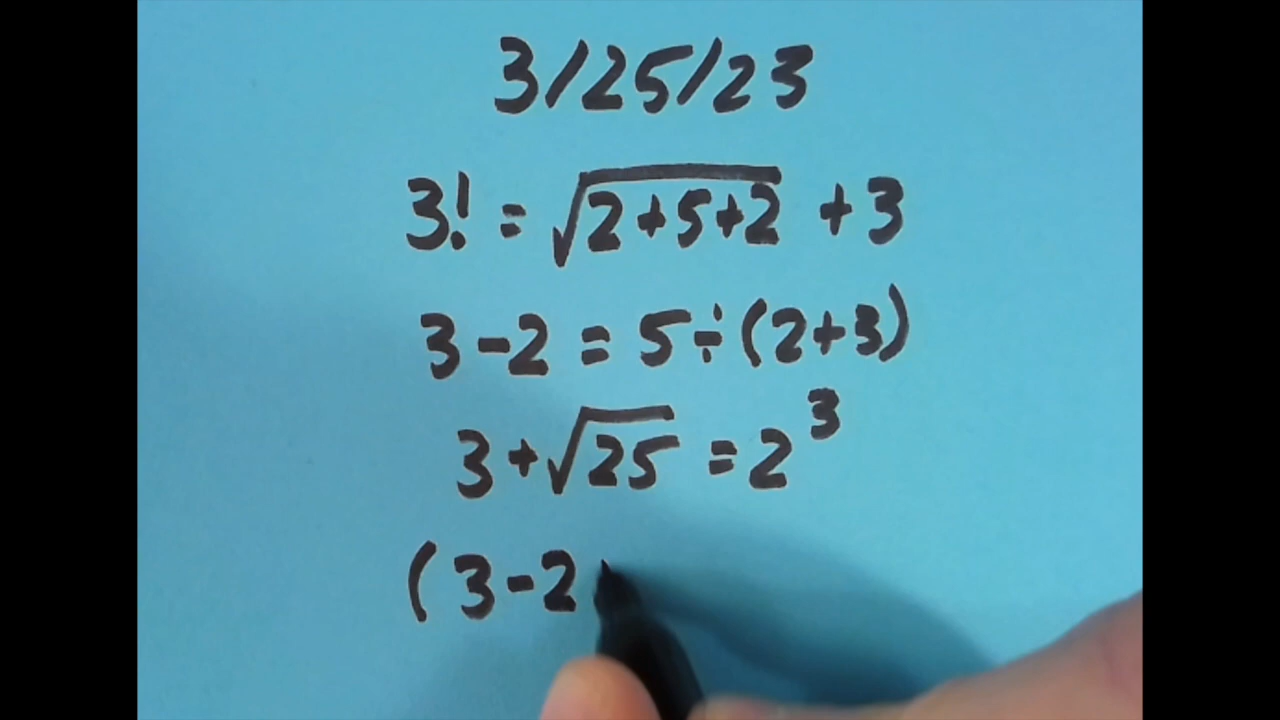 3/25/23
3! = √(2+5+2) + 3
3-2 = 5÷(2+3)
3+√25 = 2³
(3-2